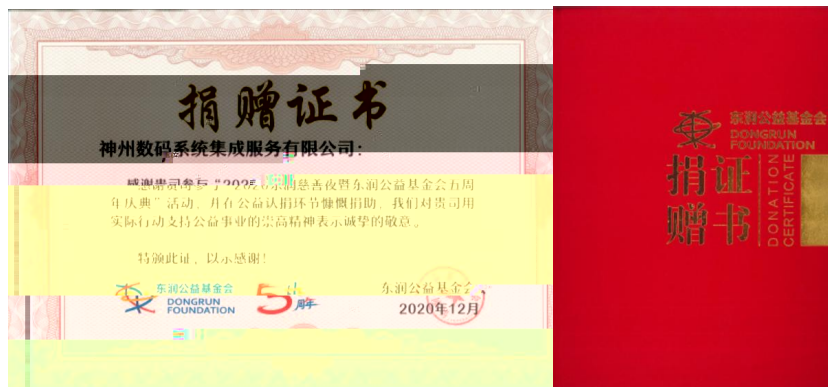 捐赠证书
神州数码系统集成服务有限公司：
感谢贵司参与“202
东润慈善夜暨东润公益基金会五周
年庆典”活动，并在公益认捐环节慷慨捐助，我们对贵司用
实际行动支持公益事业的崇高精神表示诚挚的敬意。
特颁此证，以示感谢！
东润公益基金会
DONGRUN
FOUNDATION
5周年
东润公益基金会
2020年12月
东润公益基金会
DONGRUN
FOUNDATION
捐赠
证书
DONATION
CERTIFICATE